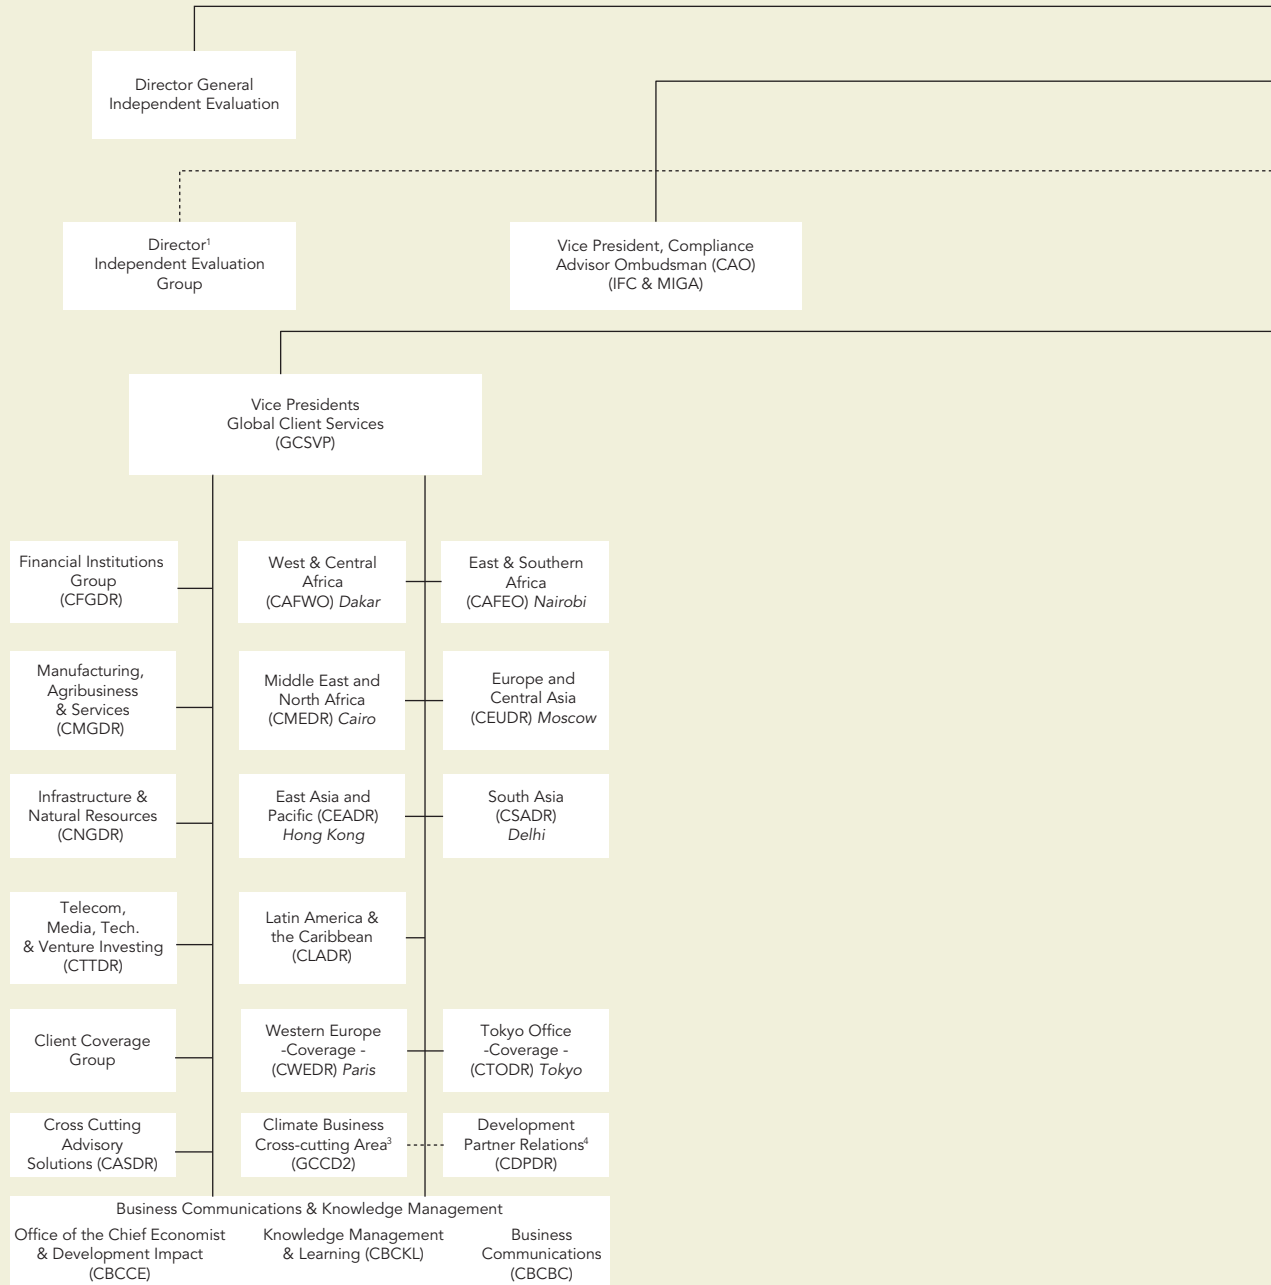 Director General
Independent Evaluation
Director¹
Independent Evaluation
Group
Vice President, Compliance
Advisor Ombudsman (CAO)
(IFC & MIGA)
Vice Presidents
Global Client Services
(GCSVP)
Financial Institutions
Group
(CFGDR)
West & Central
Africa
(CAFWO) Dakar
East & Southern
Africa
(CAFEO) Nairobi
Manufacturing,
Agribusiness
& Services
(CMGDR)
Middle East and
North Africa
(CMEDR) Cairo
Europe and
Central Asia
(CEUDR) Moscow
Infrastructure &
Natural Resources
(CNGDR)
East Asia and
Pacific (CEADR)
Hong Kong
South Asia
(CSADR)
Delhi
Telecom,
Media, Tech.
& Venture Investing
(CTTDR)
Latin America &
the Caribbean
(CLADR)
Client Coverage
Group
Western Europe
-Coverage -
(CWEDR) Paris
Tokyo Office
-Coverage -
(CTODR) Tokyo
Cross Cutting
Advisory
Solutions (CASDR)
Climate Business
Cross-cutting Area³
(GCCD2)
Development
Partner Relations⁴
(CDPDR)
Business Communications & Knowledge Management
Office of the Chief Economist
& Development Impact
(CBCCE)
Knowledge Management
& Learning (CBCKL)
Business
Communications
(CBCBC)